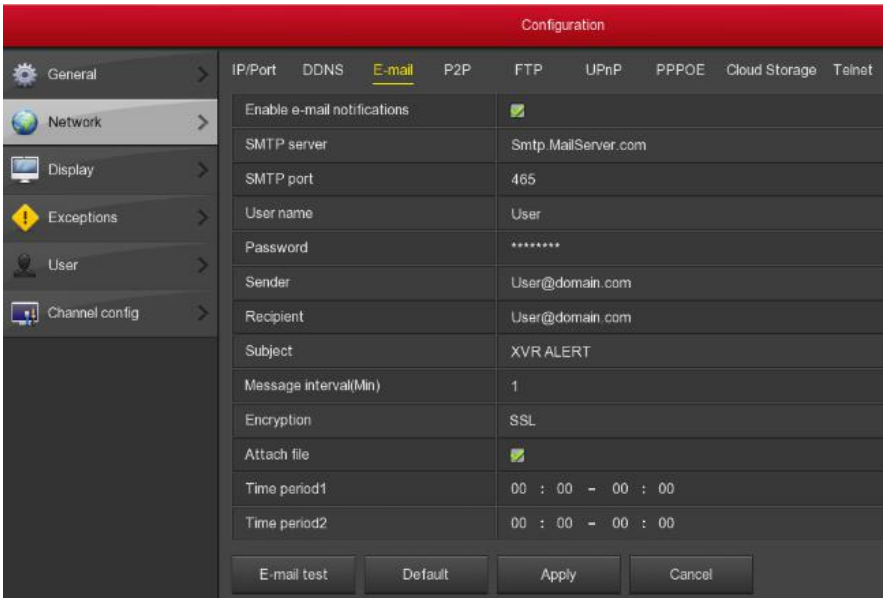 Configuration
General
Network
Display
Exceptions
User
Channel config
IP/Port DDNS E-mail P2P FTP UPnP PPPOE Cloud Storage Telnet
Enable e-mail notifications
SMTP server Smtp.MailServer.com
SMTP port 465
User name User
Password ********
Sender User@domain.com
Recipient User@domain.com
Subject XVR ALERT
Message interval(Min) 1
Encryption SSL
Attach file
Time period1 00 : 00 – 00 : 00
Time period2 00 : 00 – 00 : 00
E-mail test Default Apply Cancel